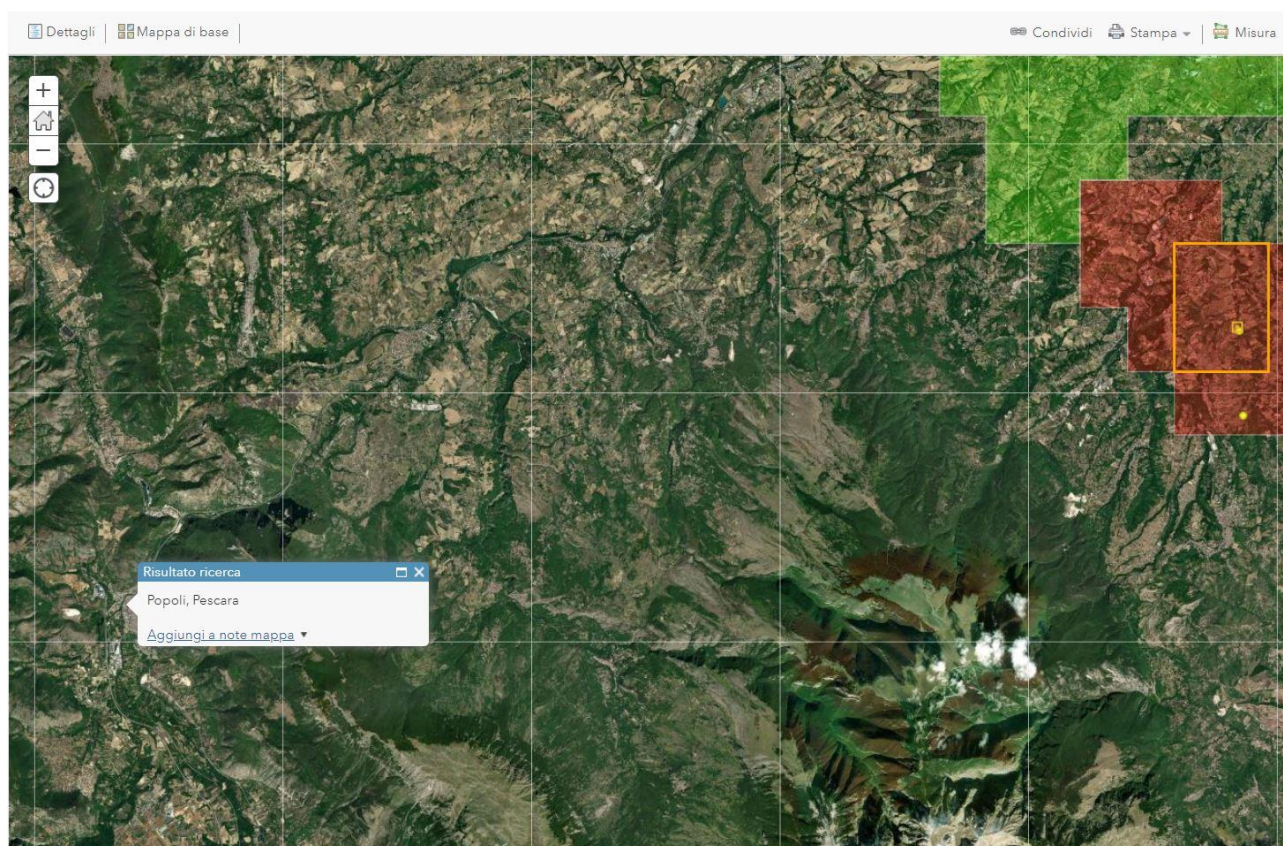 Dettagli Mappa di base Condividi Stampa Misura
+
−
Risultato ricerca
Popoli, Pescara
Aggiungi a note mappa